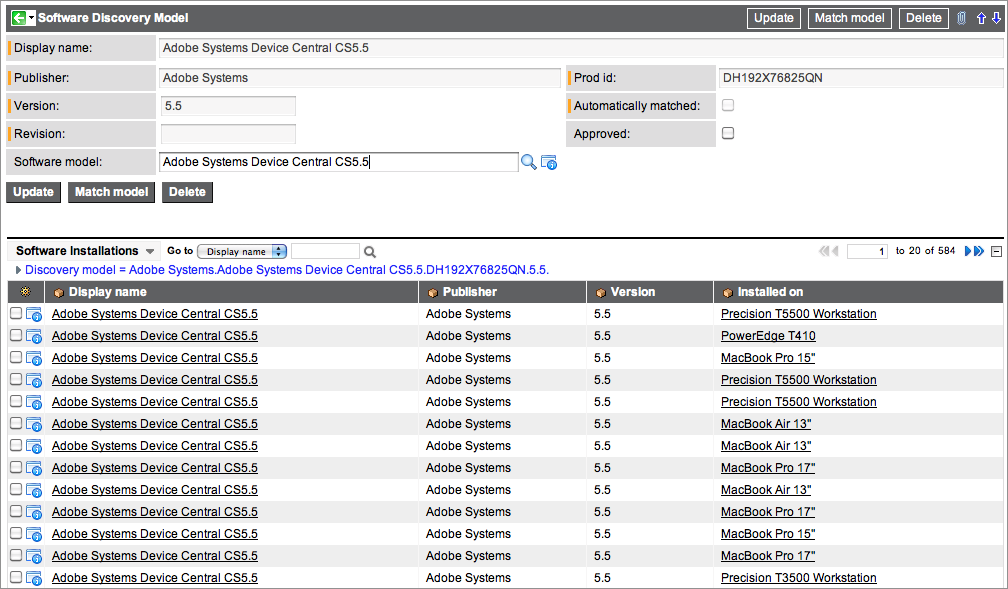 Software Discovery Model Update Match model Delete
Display name: Adobe Systems Device Central CS5.5
Publisher: Adobe Systems Prod id: DH192X76825QN
Version: 5.5 Automatically matched:
Revision: Approved:
Software model: Adobe Systems Device Central CS5.5
Update Match model Delete
Software Installations Go to Display name 1 to 20 of 584
Discovery model = Adobe Systems.Adobe Systems Device Central CS5.5.DH192X76825QN.5.5.
Display name Publisher Version Installed on
Adobe Systems Device Central CS5.5 Adobe Systems 5.5 Precision T5500 Workstation
Adobe Systems Device Central CS5.5 Adobe Systems 5.5 PowerEdge T410
Adobe Systems Device Central CS5.5 Adobe Systems 5.5 MacBook Pro 15"
Adobe Systems Device Central CS5.5 Adobe Systems 5.5 Precision T5500 Workstation
Adobe Systems Device Central CS5.5 Adobe Systems 5.5 Precision T5500 Workstation
Adobe Systems Device Central CS5.5 Adobe Systems 5.5 MacBook Air 13"
Adobe Systems Device Central CS5.5 Adobe Systems 5.5 MacBook Air 13"
Adobe Systems Device Central CS5.5 Adobe Systems 5.5 MacBook Pro 17"
Adobe Systems Device Central CS5.5 Adobe Systems 5.5 MacBook Air 13"
Adobe Systems Device Central CS5.5 Adobe Systems 5.5 MacBook Pro 17"
Adobe Systems Device Central CS5.5 Adobe Systems 5.5 MacBook Pro 15"
Adobe Systems Device Central CS5.5 Adobe Systems 5.5 MacBook Pro 17"
Adobe Systems Device Central CS5.5 Adobe Systems 5.5 Precision T3500 Workstation